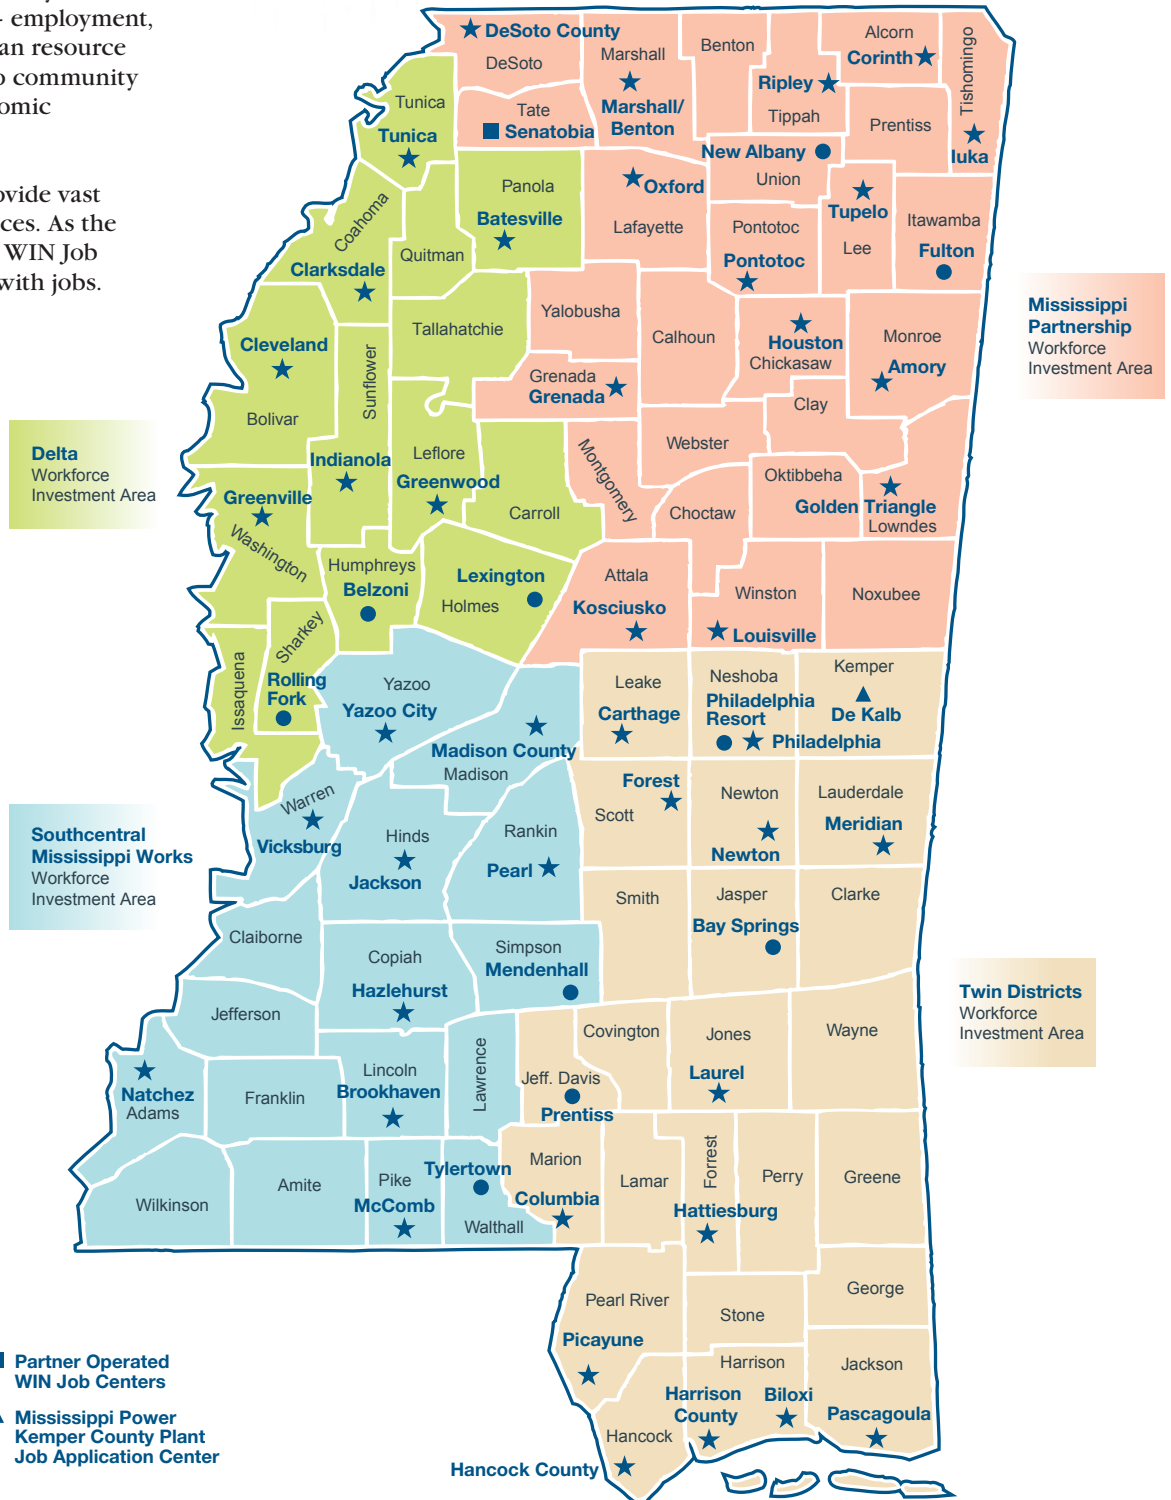 employment,
an resource
o community
omic
ovide vast
ces. As the
WIN Job
with jobs.
DeSoto County
DeSoto
Marshall
Marshall/
Benton
Benton
Alcorn
Corinth
Tishomingo
Iuka
Ripley
Tippah
Prentiss
Tate
Senatobia
Tunica
Tunica
New Albany
Union
Panola
Batesville
Oxford
Lafayette
Tupelo
Lee
Itawamba
Fulton
Pontotoc
Pontotoc
Coahoma
Clarksdale
Quitman
Tallahatchie
Yalobusha
Calhoun
Houston
Chickasaw
Monroe
Amory
Mississippi
Partnership
Workforce
Investment Area
Cleveland
Bolivar
Sunflower
Grenada
Grenada
Clay
Webster
Montgomery
Leflore
Greenwood
Indianola
Carroll
Choctaw
Oktibbeha
Golden Triangle
Lowndes
Delta
Workforce
Investment Area
Greenville
Washington
Humphreys
Belzoni
Lexington
Holmes
Attala
Kosciusko
Winston
Louisville
Noxubee
Sharkey
Rolling
Fork
Issaquena
Yazoo
Yazoo City
Madison County
Madison
Leake
Carthage
Neshoba
Philadelphia
Resort
Philadelphia
Kemper
De Kalb
Warren
Vicksburg
Hinds
Jackson
Rankin
Pearl
Forest
Scott
Newton
Newton
Lauderdale
Meridian
Southcentral
Mississippi Works
Workforce
Investment Area
Smith
Jasper
Bay Springs
Clarke
Claiborne
Copiah
Hazlehurst
Simpson
Mendenhall
Twin Districts
Workforce
Investment Area
Jefferson
Covington
Jones
Laurel
Wayne
Natchez
Adams
Franklin
Lincoln
Brookhaven
Lawrence
Jeff. Davis
Prentiss
Wilkinson
Amite
Pike
McComb
Tylertown
Walthall
Marion
Columbia
Lamar
Forrest
Hattiesburg
Perry
Greene
Pearl River
Picayune
Stone
George
Harrison
Harrison
County
Biloxi
Jackson
Pascagoula
Hancock
Hancock County
Partner Operated
WIN Job Centers
Mississippi Power
Kemper County Plant
Job Application Center